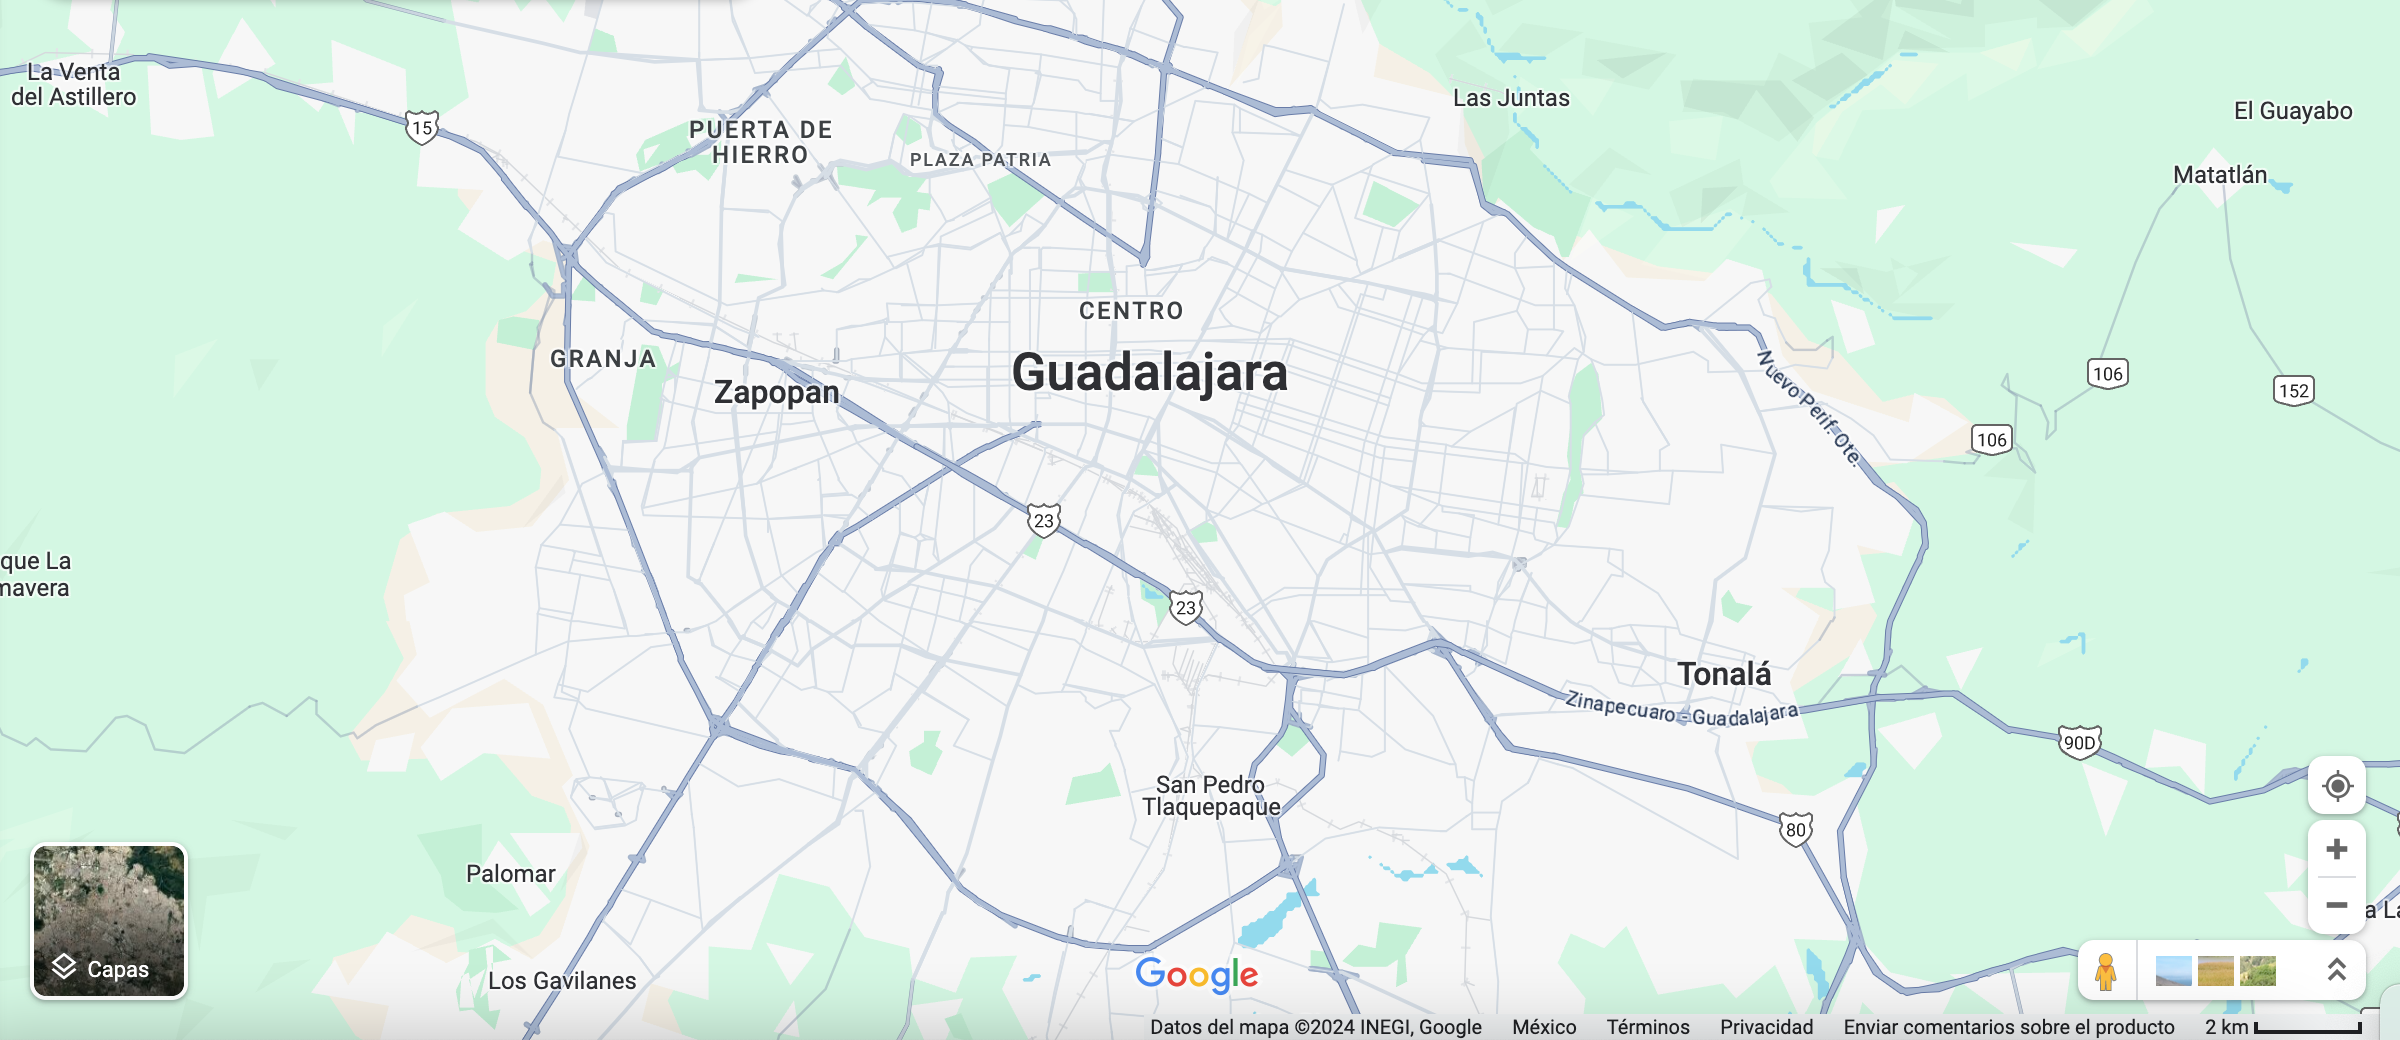 La Venta
del Astillero
15
PUERTA DE
HIERRO
PLAZA PATRIA
Las Juntas
El Guayabo
Matatlán
CENTRO
Guadalajara
GRANJA
Zapopan
Nuevo Perif. Ote.
106
152
106
23
que La
mavera
23
Tonalá
Zinapecuaro - Guadalajara
90D
San Pedro
Tlaquepaque
80
Palomar
a La
Capas
Los Gavilanes
Google
Datos del mapa ©2024 INEGI, Google México Términos Privacidad Enviar comentarios sobre el producto 2 km